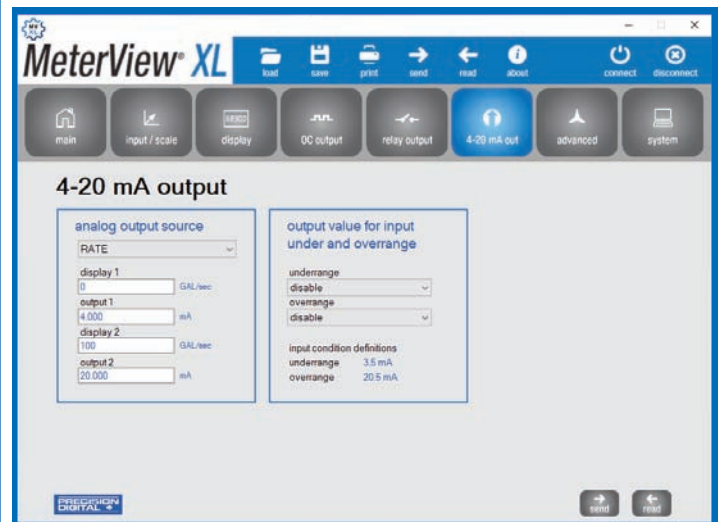 MeterView® XL
load save print send read about connect disconnect
main input / scale display OC output relay output 4-20 mA out advanced system
4-20 mA output
analog output source
RATE
display 1
0 GAL/sec
output 1
4.000 mA
display 2
100 GAL/sec
output 2
20.000 mA
output value for input
under and overrange
underrange
disable
overrange
disable
input condition definitions
underrange 3.5 mA
overrange 20.5 mA
PRECISION
DIGITAL
send read